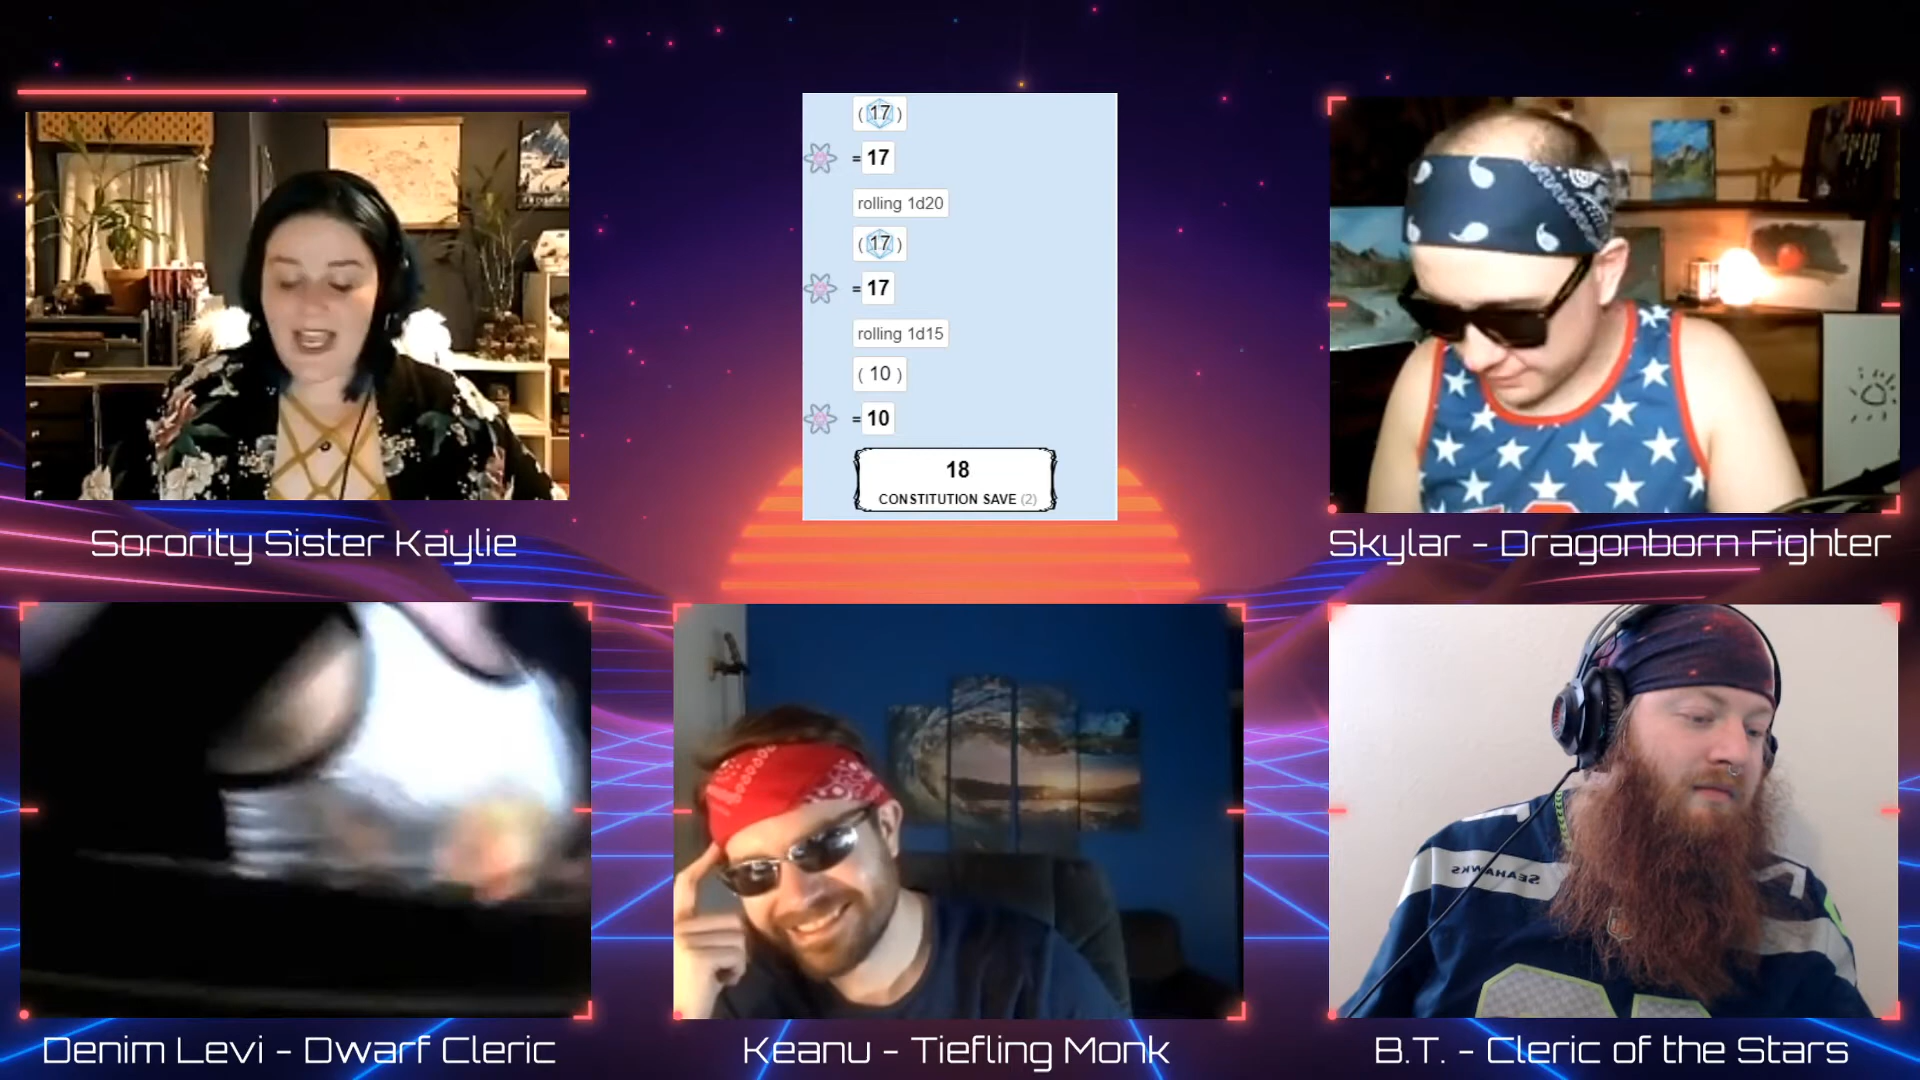 (17)
=17
rolling 1d20
(17)
=17
rolling 1d15
(10)
=10
18
CONSTITUTION SAVE (2)
Sorority Sister Kaylie
Skylar - Dragonborn Fighter
SEAHAWKS
Denim Levi - Dwarf Cleric
Keanu - Tiefling Monk
B.T. - Cleric of the Stars